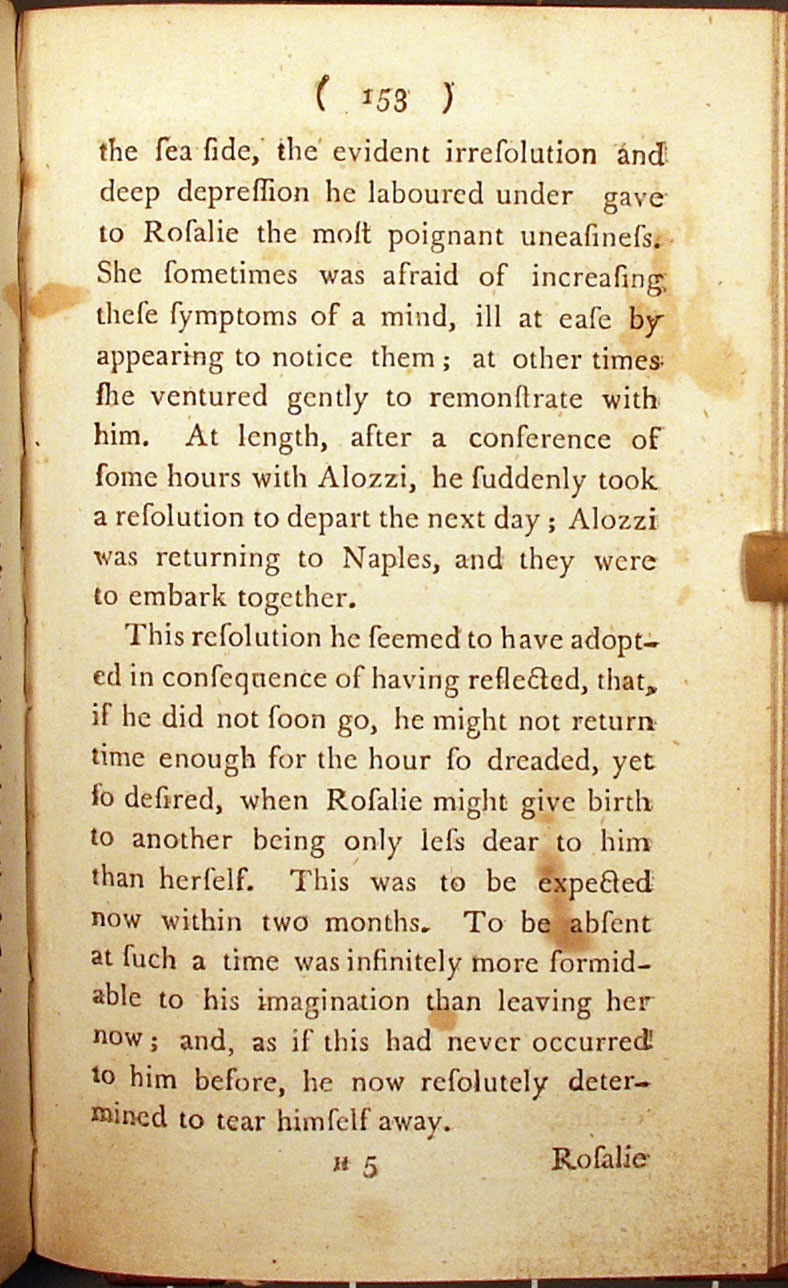 ( 153 )
the ſea ſide, the evident irreſolution and
deep depreſſion he laboured under gave
to Roſalie the moſt poignant uneaſineſs.
She ſometimes was afraid of increaſing
theſe ſymptoms of a mind, ill at eaſe by
appearing to notice them ; at other times
ſhe ventured gently to remonſtrate with
him. At length, after a conference of
ſome hours with Alozzi, he ſuddenly took
a reſolution to depart the next day ; Alozzi
was returning to Naples, and they were
to embark together.
This reſolution he ſeemed to have adopt-
ed in conſequence of having reflected, that,
if he did not ſoon go, he might not return
time enough for the hour ſo dreaded, yet
ſo deſired, when Roſalie might give birth
to another being only leſs dear to him
than herſelf. This was to be expected
now within two months. To be abſent
at ſuch a time was infinitely more formid-
able to his imagination than leaving her
now ; and, as if this had never occurred
to him before, he now reſolutely deter-
mined to tear himſelf away.
H 5 Roſalie